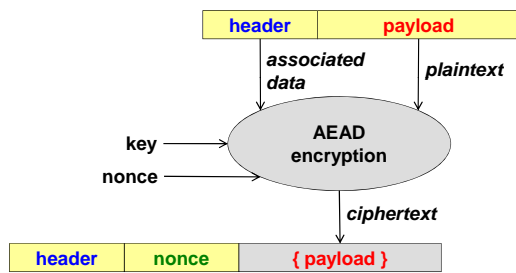 header payload
associated
data
plaintext
AEAD
encryption
key
nonce
ciphertext
header nonce { payload }